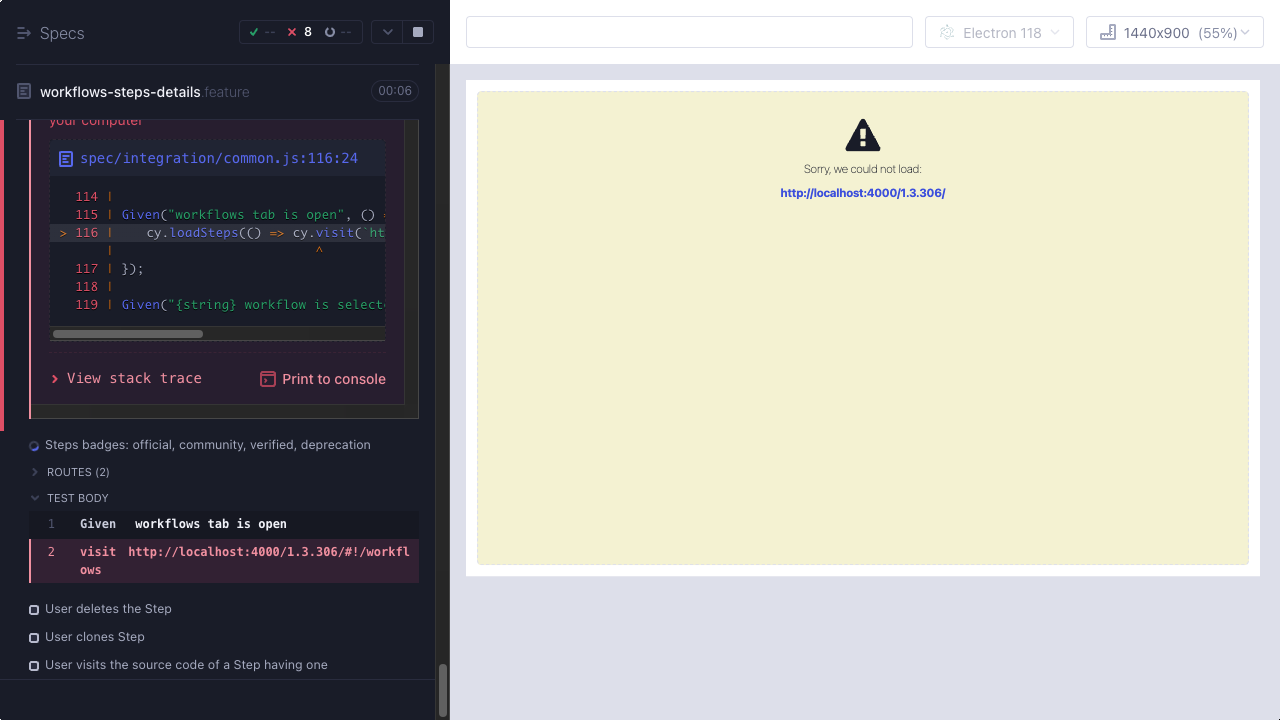 Specs
--
8
--
workflows-steps-details.feature
00:06
your computer
spec/integration/common.js:116:24
114 |
115 | Given("workflows tab is open", () =
> 116 |    cy.loadSteps(() => cy.visit(`ht
|                          ^
117 | });
118 |
119 | Given("{string} workflow is selecte
View stack trace
Print to console
Steps badges: official, community, verified, deprecation
ROUTES (2)
TEST BODY
1 Given workflows tab is open
2 visit http://localhost:4000/1.3.306/#!/workfl
ows
User deletes the Step
User clones Step
User visits the source code of a Step having one
Electron 118
1440x900 (55%)
Sorry, we could not load:
http://localhost:4000/1.3.306/